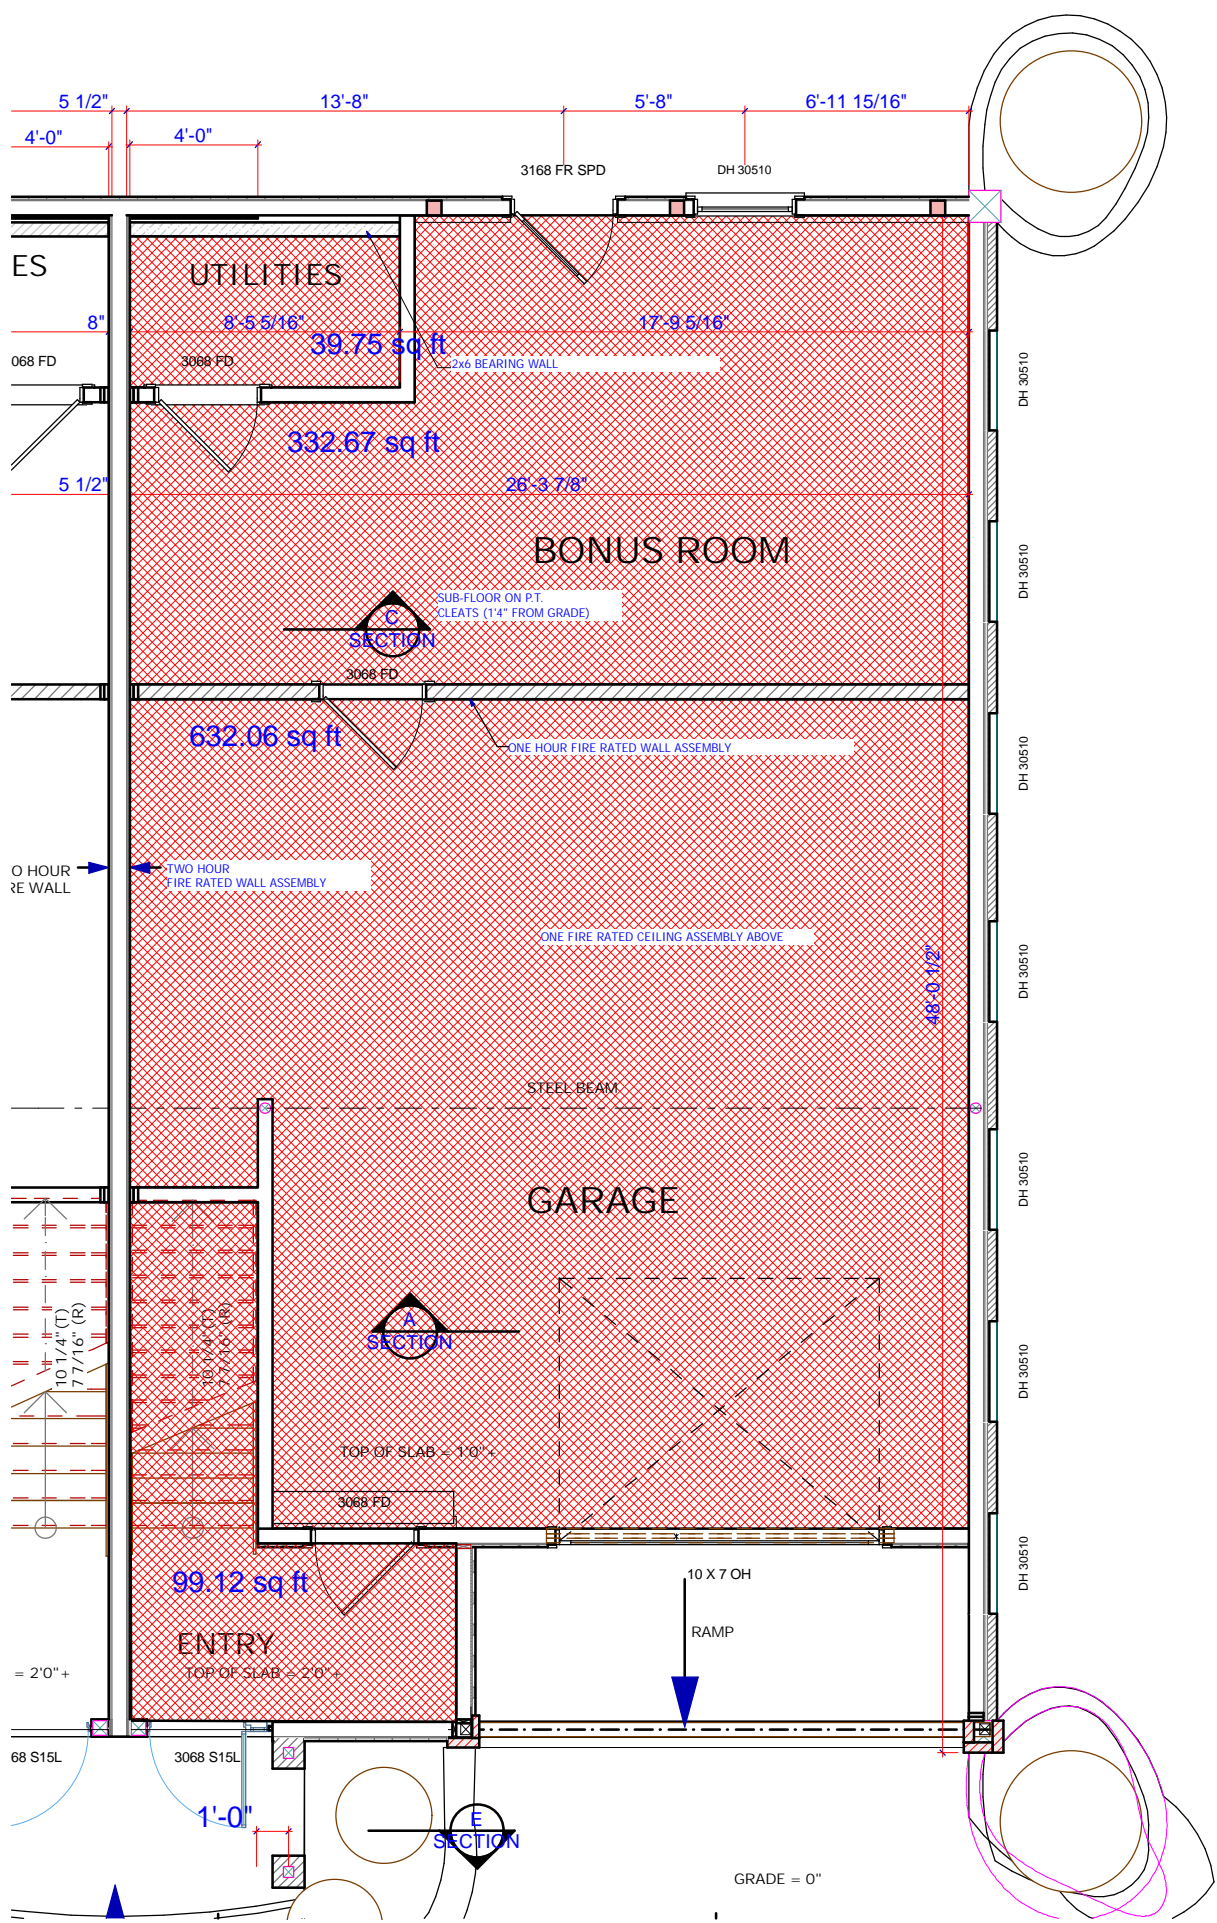 5 1/2"
13'-8"
5'-8"
6'-11 15/16"
4'-0"
4'-0"
3168 FR SPD
DH 30510
ES
UTILITIES
8"
8'-5 5/16"
17'-9 5/16"
39.75 sq ft
068 FD
3068 FD
2x6 BEARING WALL
DH 30510
332.67 sq ft
5 1/2"
26'-3 7/8"
BONUS ROOM
DH 30510
SUB-FLOOR ON P.T.
CLEATS (1'4" FROM GRADE)
C
SECTION
3068 FD
632.06 sq ft
ONE HOUR FIRE RATED WALL ASSEMBLY
DH 30510
O HOUR
RE WALL
TWO HOUR
FIRE RATED WALL ASSEMBLY
ONE FIRE RATED CEILING ASSEMBLY ABOVE
48'-0 1/2"
DH 30510
STEEL BEAM
GARAGE
DH 30510
10 1/4" (T)
7 7/16" (R)
10 1/4" (T)
7 7/16" (R)
A
SECTION
DH 30510
TOP OF SLAB = 1'0" +
3068 FD
99.12 sq ft
10 X 7 OH
DH 30510
RAMP
ENTRY
= 2'0" +
TOP OF SLAB = 2'0" +
68 S15L
3068 S15L
1'-0"
E
SECTION
GRADE = 0"